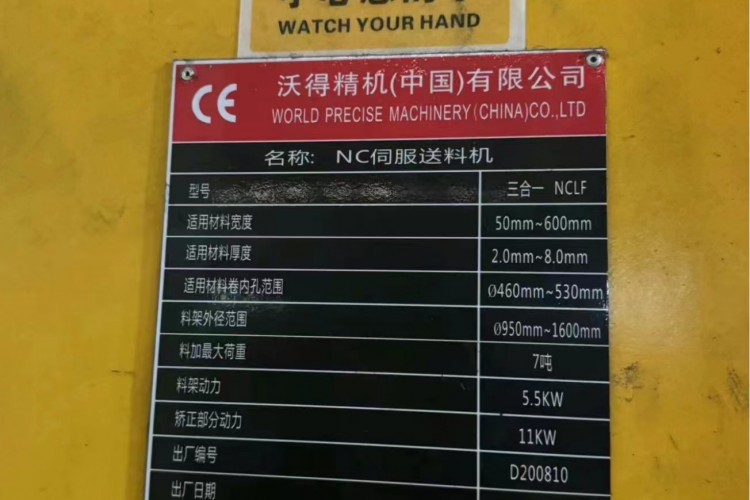 WATCH YOUR HAND
CE 沃得精机(中国)有限公司
WORLD PRECISE MACHINERY(CHINA)CO.,LTD
名称: NC伺服送料机
型号 三合一 NCLF
适用材料宽度 50mm~600mm
适用材料厚度 2.0mm~8.0mm
适用材料卷内孔范围 Ø460mm~530mm
料架外径范围 Ø950mm~1600mm
料加最大荷重 7吨
料架动力 5.5KW
矫正部分动力 11KW
出厂编号 D200810
出厂日期